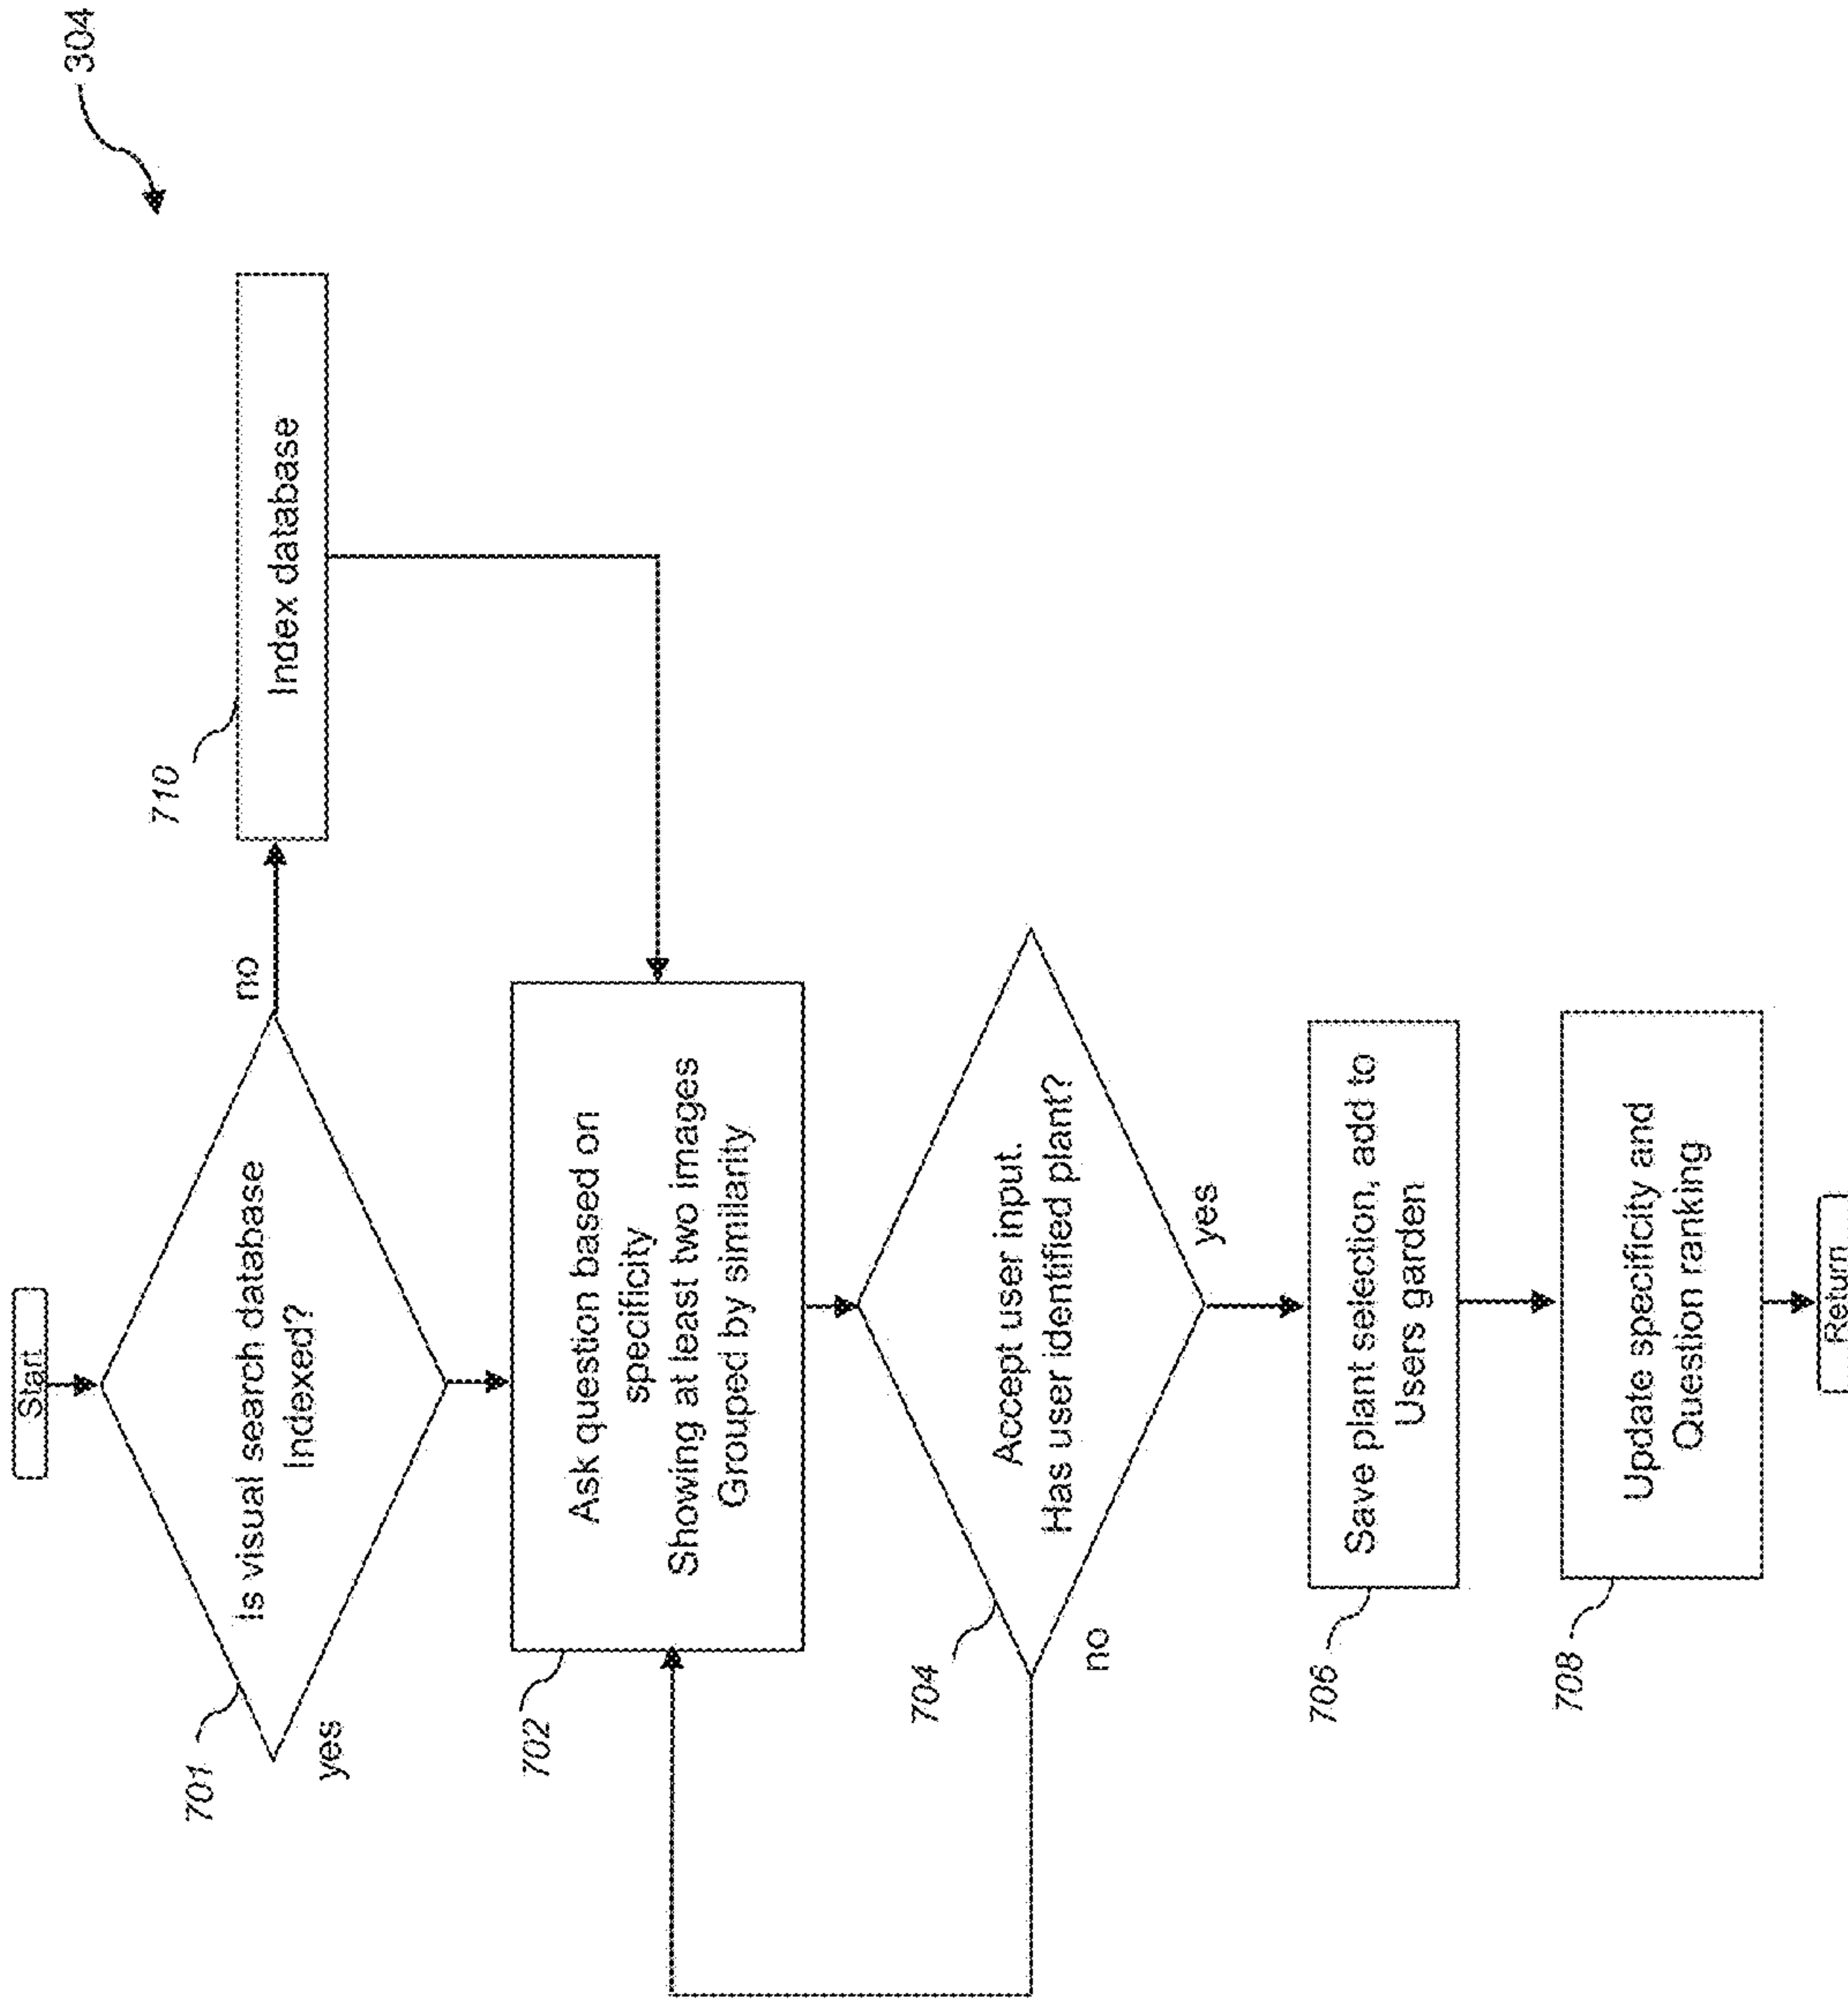 304
Start
701
Is visual search database
Indexed?
yes
no
710
Index database
702
Ask question based on
specificity
Showing at least two images
Grouped by similarity
704
Accept user input.
Has user identified plant?
no
yes
706
Save plant selection, add to
Users garden
708
Update specificity and
Question ranking
Return